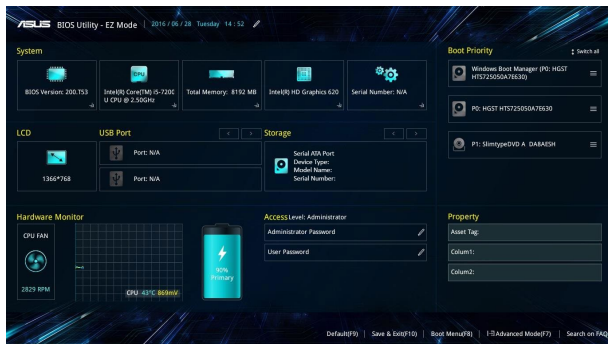 ASUS BIOS Utility - EZ Mode 2016/06/28 Tuesday 14:52
System
BIOS Version: 200.T53
Intel(R) Core(TM) i5-7200
U CPU @ 2.50GHz
CPU
Total Memory: 8192 MB
Intel(R) HD Graphics 620
Serial Number: N/A
LCD
1366*768
USB Port
Port: N/A
Port: N/A
Storage
Serial ATA Port
Device Type:
Model Name:
Serial Number:
Hardware Monitor
CPU FAN
2829 RPM
CPU 43°C 869mV
90%
Primary
Access Level: Administrator
Administrator Password
User Password
Boot Priority
Switch all
Windows Boot Manager (P0: HGST
HTS725050A7E630)
P0: HGST HTS725050A7E630
P1: SlimtypeDVD A DA8AESH
Property
Asset Tag:
Colum1:
Colum2:
Default(F9) Save & Exit(F10) Boot Menu(F8) Advanced Mode(F7) Search on FAQ